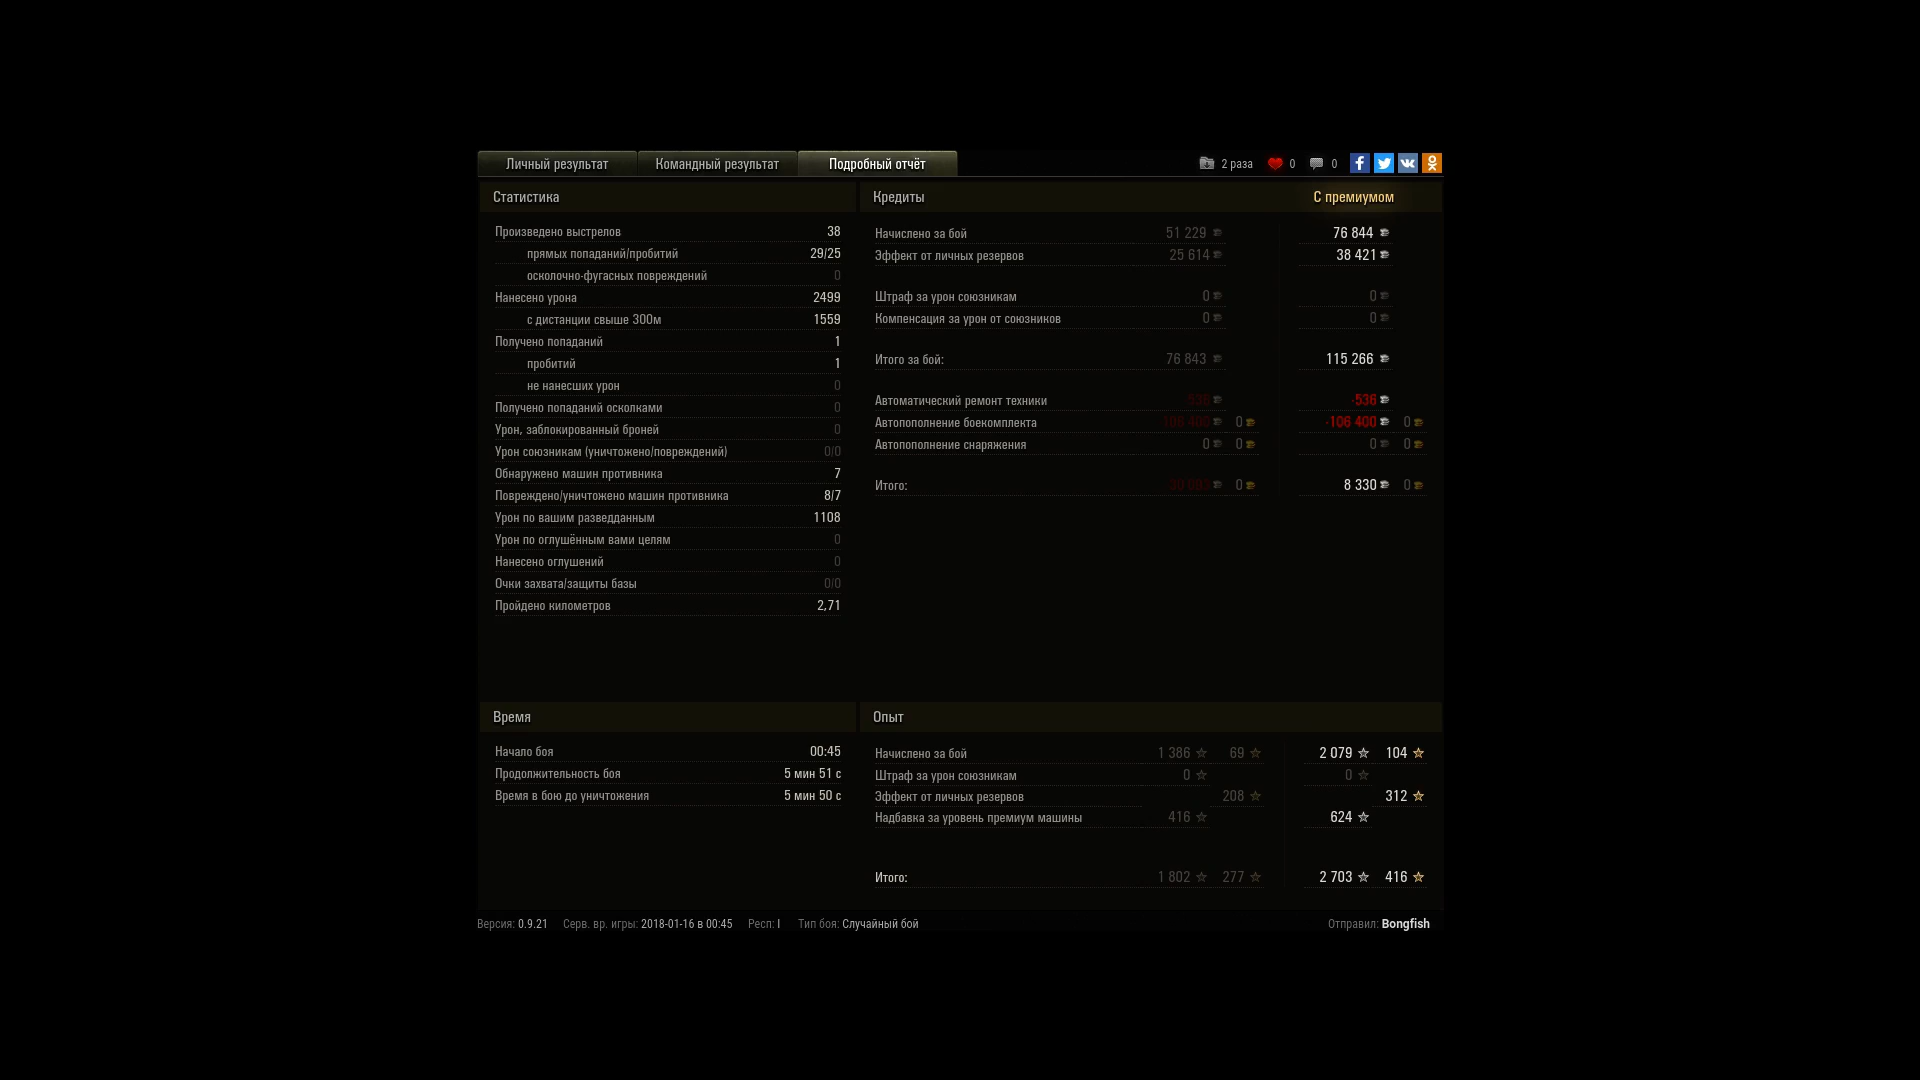 Личный результат Командный результат Подробный отчёт 2 раза 0 0
Статистика
Произведено выстрелов 38
прямых попаданий/пробитий 29/25
осколочно-фугасных повреждений 0
Нанесено урона 2499
с дистанции свыше 300м 1559
Получено попаданий 1
пробитий 1
не нанесших урон 0
Получено попаданий осколками 0
Урон, заблокированный броней 0
Урон союзникам (уничтожено/повреждений) 0/0
Обнаружено машин противника 7
Повреждено/уничтожено машин противника 8/7
Урон по вашим разведданным 1108
Урон по оглушённым вами целям 0
Нанесено оглушений 0
Очки захвата/защиты базы 0/0
Пройдено километров 2,71
Кредиты С премиумом
Начислено за бой 51 229 76 844
Эффект от личных резервов 25 614 38 421
Штраф за урон союзникам 0 0
Компенсация за урон от союзников 0 0
Итого за бой: 76 843 115 266
Автоматический ремонт техники -536 -536
Автопополнение боекомплекта -106 400 0 -106 400 0
Автопополнение снаряжения 0 0 0 0
Итого: 0 8 330 0
Время
Начало боя 00:45
Продолжительность боя 5 мин 51 с
Время в бою до уничтожения 5 мин 50 с
Опыт
Начислено за бой 1 386 69 2 079 104
Штраф за урон союзникам 0 0
Эффект от личных резервов 208 312
Надбавка за уровень премиум машины 416 624
Итого: 1 802 277 2 703 416
Версия: 0.9.21 Серв. вр. игры: 2018-01-16 в 00:45 Респ: I Тип боя: Случайный бой Отправил: Bongfish